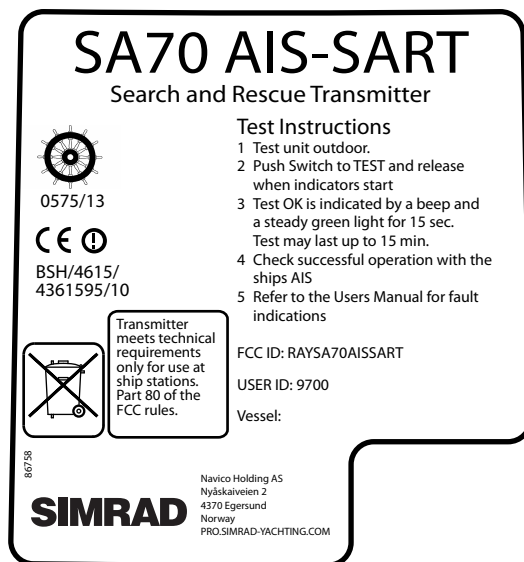 SA70 AIS-SART
Search and Rescue Transmitter
0575/13
CE
BSH/4615/
4361595/10
Test Instructions
1 Test unit outdoor.
2 Push Switch to TEST and release
when indicators start
3 Test OK is indicated by a beep and
a steady green light for 15 sec.
Test may last up to 15 min.
4 Check successful operation with the
ships AIS
5 Refer to the Users Manual for fault
indications
Transmitter
meets technical
requirements
only for use at
ship stations.
Part 80 of the
FCC rules.
FCC ID: RAYSA70AISSART
USER ID: 9700
Vessel:
86758
SIMRAD
Navico Holding AS
Nyåskaiveien 2
4370 Egersund
Norway
PRO.SIMRAD-YACHTING.COM